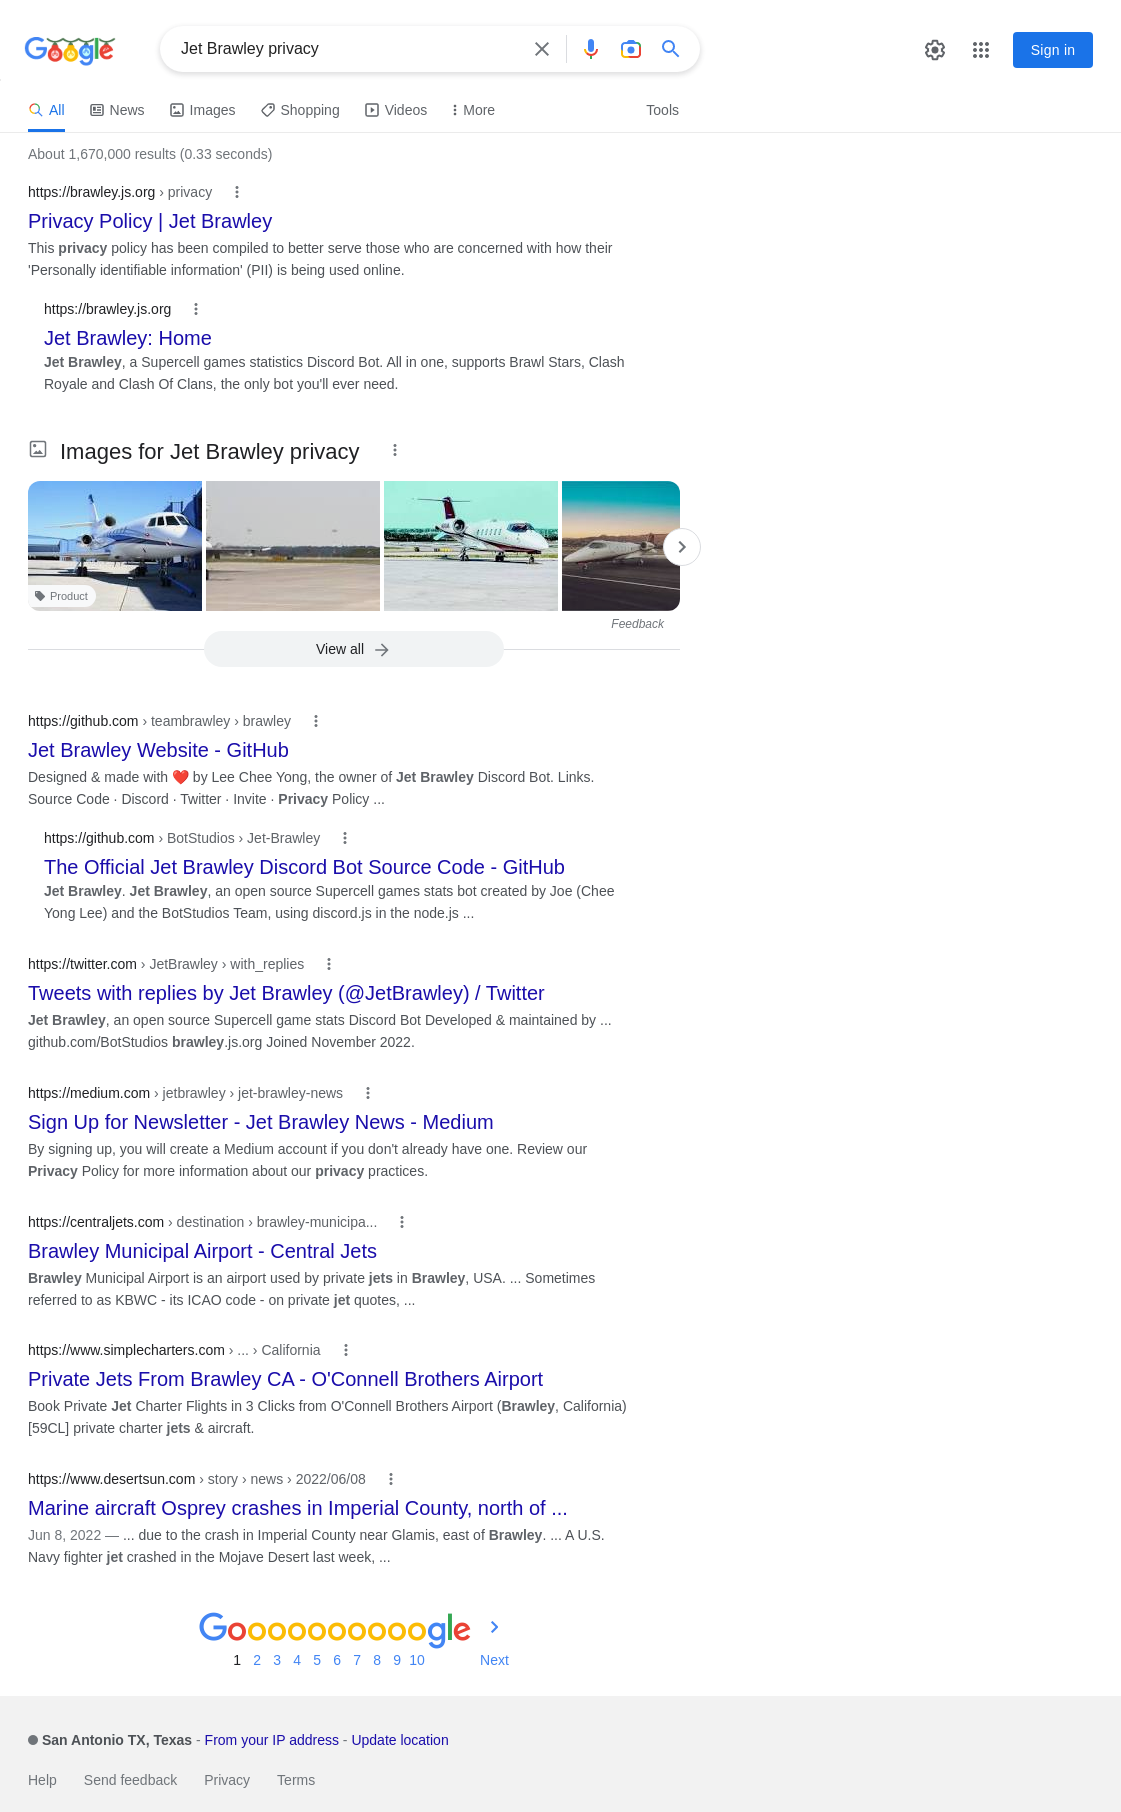 Google
Jet Brawley privacy
Sign in
All
News
Images
Shopping
Videos
More
Tools
About 1,670,000 results (0.33 seconds)
https://brawley.js.org › privacy
Privacy Policy | Jet Brawley
This privacy policy has been compiled to better serve those who are concerned with how their
'Personally identifiable information' (PII) is being used online.
https://brawley.js.org
Jet Brawley: Home
Jet Brawley, a Supercell games statistics Discord Bot. All in one, supports Brawl Stars, Clash
Royale and Clash Of Clans, the only bot you'll ever need.
Images for Jet Brawley privacy
Product
Feedback
View all
https://github.com › teambrawley › brawley
Jet Brawley Website - GitHub
Designed & made with ❤️ by Lee Chee Yong, the owner of Jet Brawley Discord Bot. Links.
Source Code · Discord · Twitter · Invite · Privacy Policy ...
https://github.com › BotStudios › Jet-Brawley
The Official Jet Brawley Discord Bot Source Code - GitHub
Jet Brawley. Jet Brawley, an open source Supercell games stats bot created by Joe (Chee
Yong Lee) and the BotStudios Team, using discord.js in the node.js ...
https://twitter.com › JetBrawley › with_replies
Tweets with replies by Jet Brawley (@JetBrawley) / Twitter
Jet Brawley, an open source Supercell game stats Discord Bot Developed & maintained by ...
github.com/BotStudios brawley.js.org Joined November 2022.
https://medium.com › jetbrawley › jet-brawley-news
Sign Up for Newsletter - Jet Brawley News - Medium
By signing up, you will create a Medium account if you don't already have one. Review our
Privacy Policy for more information about our privacy practices.
https://centraljets.com › destination › brawley-municipa...
Brawley Municipal Airport - Central Jets
Brawley Municipal Airport is an airport used by private jets in Brawley, USA. ... Sometimes
referred to as KBWC - its ICAO code - on private jet quotes, ...
https://www.simplecharters.com › ... › California
Private Jets From Brawley CA - O'Connell Brothers Airport
Book Private Jet Charter Flights in 3 Clicks from O'Connell Brothers Airport (Brawley, California)
[59CL] private charter jets & aircraft.
https://www.desertsun.com › story › news › 2022/06/08
Marine aircraft Osprey crashes in Imperial County, north of ...
Jun 8, 2022 — ... due to the crash in Imperial County near Glamis, east of Brawley. ... A U.S.
Navy fighter jet crashed in the Mojave Desert last week, ...
Goooooooooogle
1 2 3 4 5 6 7 8 9 10 Next
San Antonio TX, Texas - From your IP address - Update location
Help Send feedback Privacy Terms